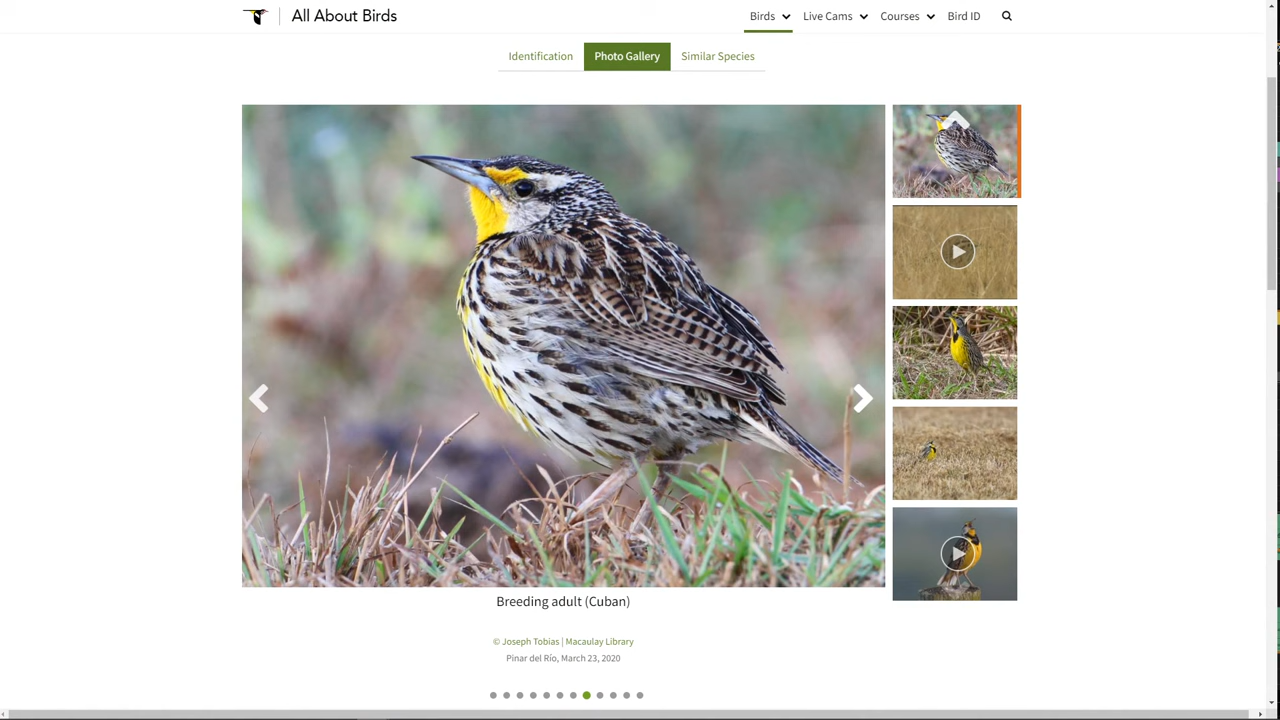 All About Birds
Birds Live Cams Courses Bird ID
Identification Photo Gallery Similar Species
Breeding adult (Cuban)
© Joseph Tobias | Macaulay Library
Pinar del Río, March 23, 2020